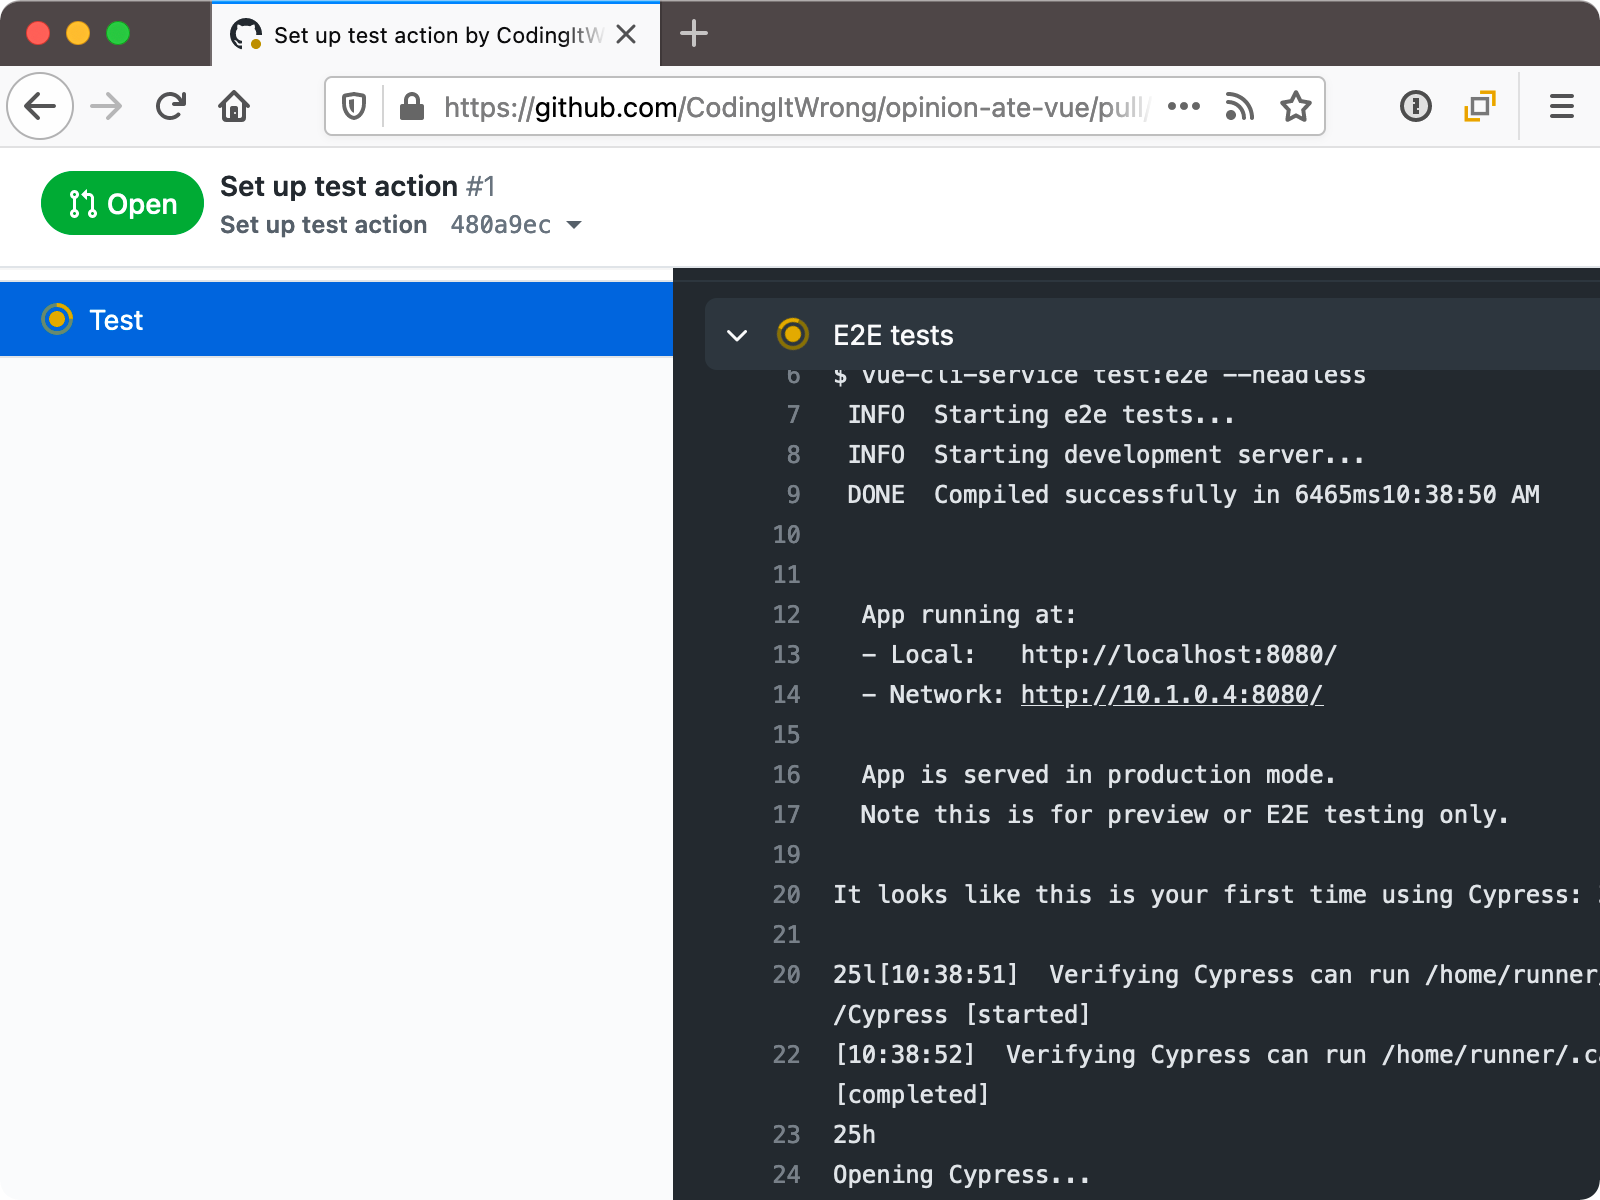 Set up test action by CodingItW
https://github.com/CodingItWrong/opinion-ate-vue/pull/
Open
Set up test action #1
Set up test action 480a9ec
Test
E2E tests
6 $ vue-cli-service test:e2e --headless
7 INFO Starting e2e tests...
8 INFO Starting development server...
9 DONE Compiled successfully in 6465ms10:38:50 AM
10
11
12 App running at:
13 - Local: http://localhost:8080/
14 - Network: http://10.1.0.4:8080/
15
16 App is served in production mode.
17 Note this is for preview or E2E testing only.
19
20 It looks like this is your first time using Cypress:
21
20 25l[10:38:51] Verifying Cypress can run /home/runner/
/Cypress [started]
22 [10:38:52] Verifying Cypress can run /home/runner/.ca
[completed]
23 25h
24 Opening Cypress...